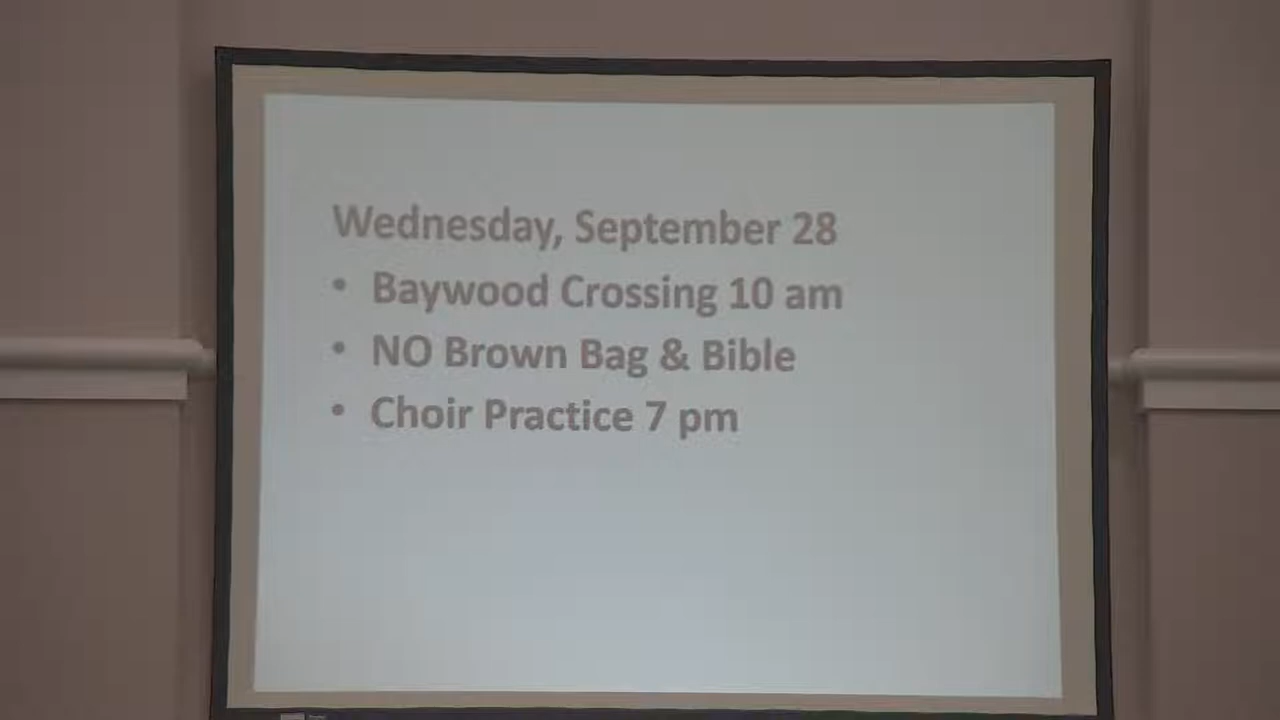 Wednesday, September 28
• Baywood Crossing 10 am
• NO Brown Bag & Bible
• Choir Practice 7 pm